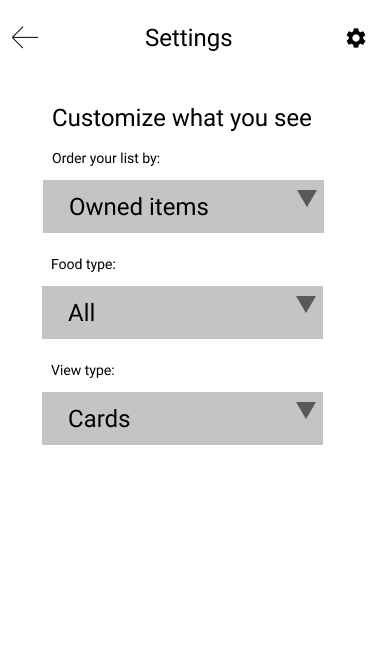 Settings
Customize what you see
Order your list by:
Owned items
Food type:
All
View type:
Cards